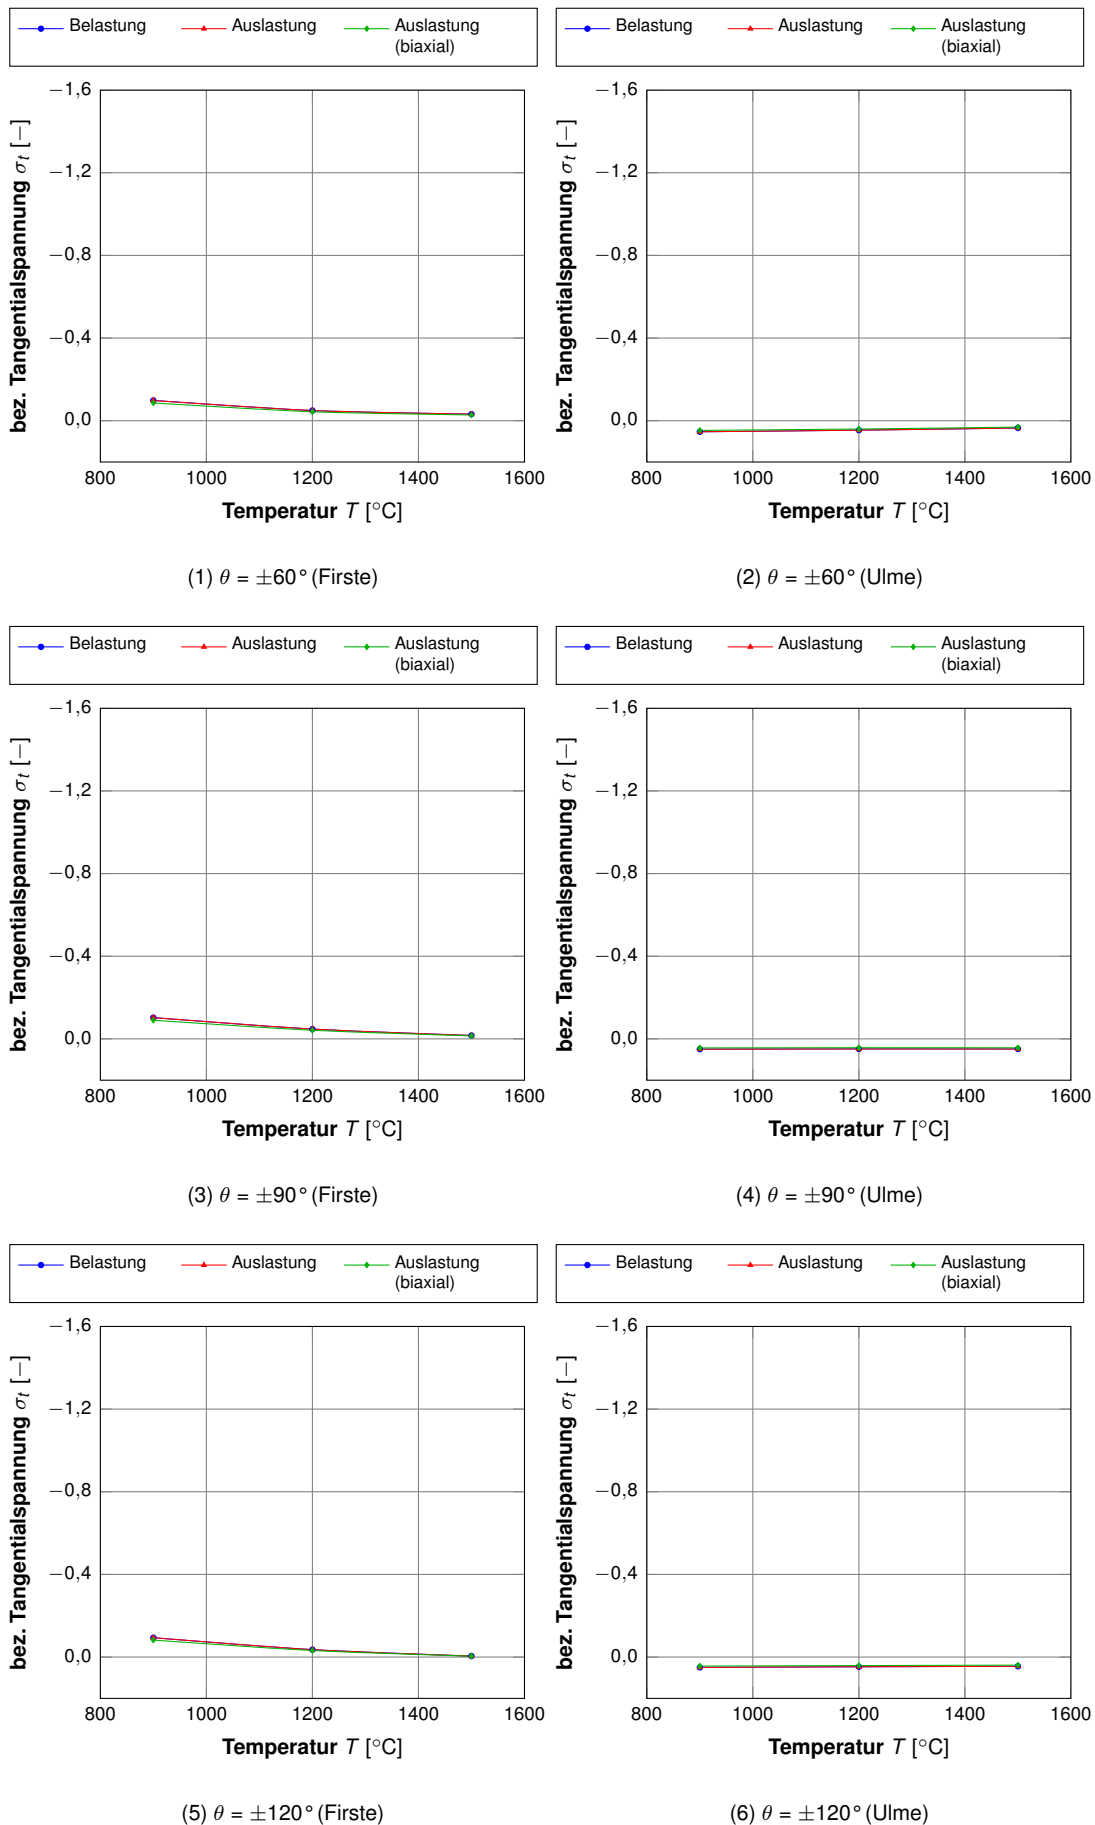 Belastung Auslastung Auslastung
(biaxial)
−1,6
−1,2
−0,8
−0,4
0,0
800 1000 1200 1400 1600
bez. Tangentialspannung σt [−]
Temperatur T [°C]
(1) θ = ±60° (Firste)
Belastung Auslastung Auslastung
(biaxial)
−1,6
−1,2
−0,8
−0,4
0,0
800 1000 1200 1400 1600
bez. Tangentialspannung σt [−]
Temperatur T [°C]
(2) θ = ±60° (Ulme)
Belastung Auslastung Auslastung
(biaxial)
−1,6
−1,2
−0,8
−0,4
0,0
800 1000 1200 1400 1600
bez. Tangentialspannung σt [−]
Temperatur T [°C]
(3) θ = ±90° (Firste)
Belastung Auslastung Auslastung
(biaxial)
−1,6
−1,2
−0,8
−0,4
0,0
800 1000 1200 1400 1600
bez. Tangentialspannung σt [−]
Temperatur T [°C]
(4) θ = ±90° (Ulme)
Belastung Auslastung Auslastung
(biaxial)
−1,6
−1,2
−0,8
−0,4
0,0
800 1000 1200 1400 1600
bez. Tangentialspannung σt [−]
Temperatur T [°C]
(5) θ = ±120° (Firste)
Belastung Auslastung Auslastung
(biaxial)
−1,6
−1,2
−0,8
−0,4
0,0
800 1000 1200 1400 1600
bez. Tangentialspannung σt [−]
Temperatur T [°C]
(6) θ = ±120° (Ulme)